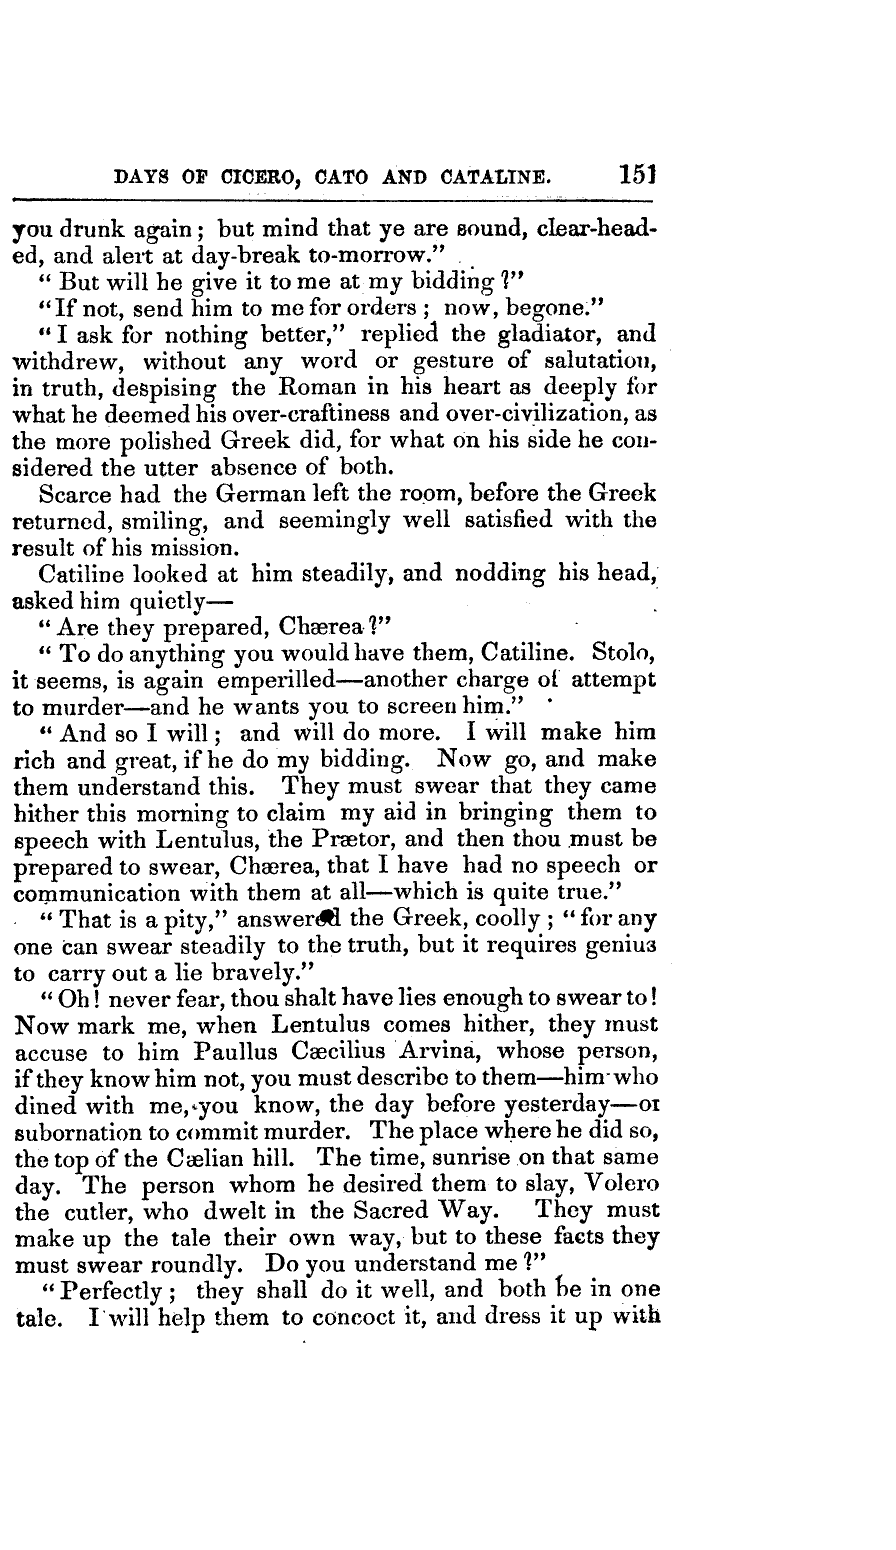 DAYS OF CICERO, CATO AND CATALINE. 151
you drunk again; but mind that ye are sound, clear-head-
ed, and alert at day-break to-morrow."
"But will he give it to me at my bidding?"
"If not, send him to me for orders; now, begone."
"I ask for nothing better," replied the gladiator, and
withdrew, without any word or gesture of salutation,
in truth, despising the Roman in his heart as deeply for
what he deemed his over-craftiness and over-civilization, as
the more polished Greek did, for what on his side he con-
sidered the utter absence of both.
Scarce had the German left the room, before the Greek
returned, smiling, and seemingly well satisfied with the
result of his mission.
Catiline looked at him steadily, and nodding his head,
asked him quietly—
"Are they prepared, Chærea?"
"To do anything you would have them, Catiline. Stolo,
it seems, is again emperilled—another charge of attempt
to murder—and he wants you to screen him."
"And so I will; and will do more. I will make him
rich and great, if he do my bidding. Now go, and make
them understand this. They must swear that they came
hither this morning to claim my aid in bringing them to
speech with Lentulus, the Prætor, and then thou must be
prepared to swear, Chærea, that I have had no speech or
communication with them at all—which is quite true."
"That is a pity," answered the Greek, coolly; "for any
one can swear steadily to the truth, but it requires genius
to carry out a lie bravely."
"Oh! never fear, thou shalt have lies enough to swear to!
Now mark me, when Lentulus comes hither, they must
accuse to him Paullus Cæcilius Arvina, whose person,
if they know him not, you must describe to them—him who
dined with me, you know, the day before yesterday—or
subornation to commit murder. The place where he did so,
the top of the Cælian hill. The time, sunrise on that same
day. The person whom he desired them to slay, Volero
the cutler, who dwelt in the Sacred Way. They must
make up the tale their own way, but to these facts they
must swear roundly. Do you understand me?"
"Perfectly; they shall do it well, and both be in one
tale. I will help them to concoct it, and dress it up with